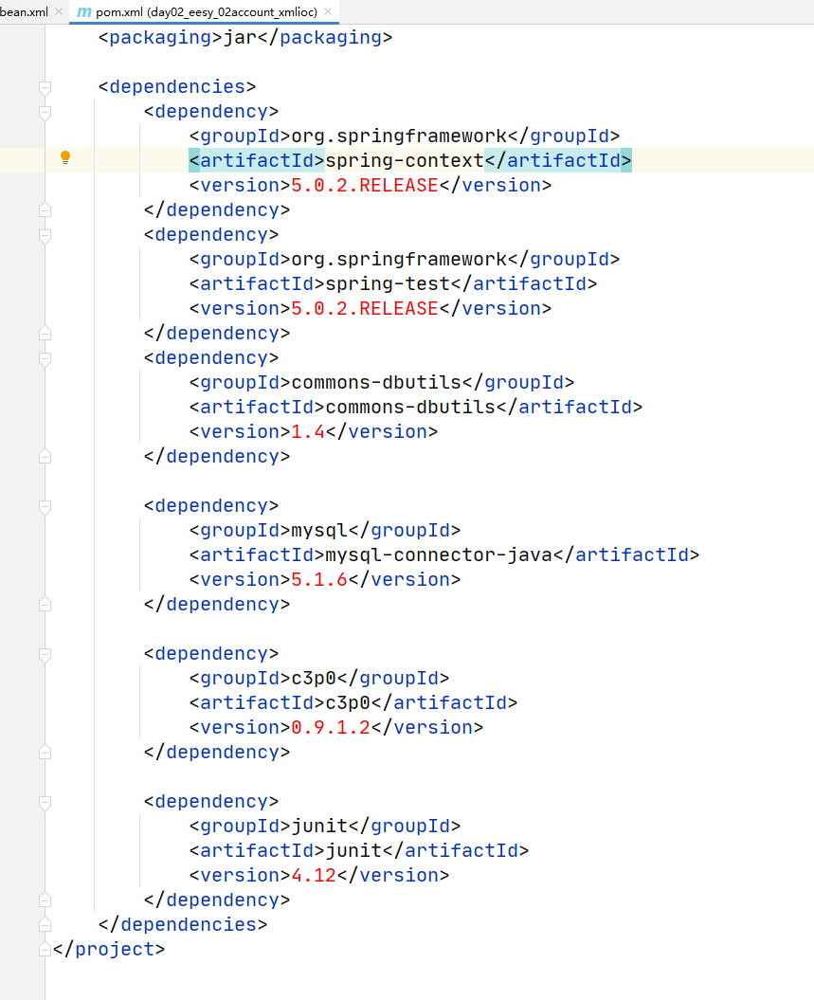 bean.xml × m pom.xml (day02_eesy_02account_xmlioc) ×
<packaging>jar</packaging>
<dependencies>
<dependency>
<groupId>org.springframework</groupId>
<artifactId>spring-context</artifactId>
<version>5.0.2.RELEASE</version>
</dependency>
<dependency>
<groupId>org.springframework</groupId>
<artifactId>spring-test</artifactId>
<version>5.0.2.RELEASE</version>
</dependency>
<dependency>
<groupId>commons-dbutils</groupId>
<artifactId>commons-dbutils</artifactId>
<version>1.4</version>
</dependency>
<dependency>
<groupId>mysql</groupId>
<artifactId>mysql-connector-java</artifactId>
<version>5.1.6</version>
</dependency>
<dependency>
<groupId>c3p0</groupId>
<artifactId>c3p0</artifactId>
<version>0.9.1.2</version>
</dependency>
<dependency>
<groupId>junit</groupId>
<artifactId>junit</artifactId>
<version>4.12</version>
</dependency>
</dependencies>
</project>